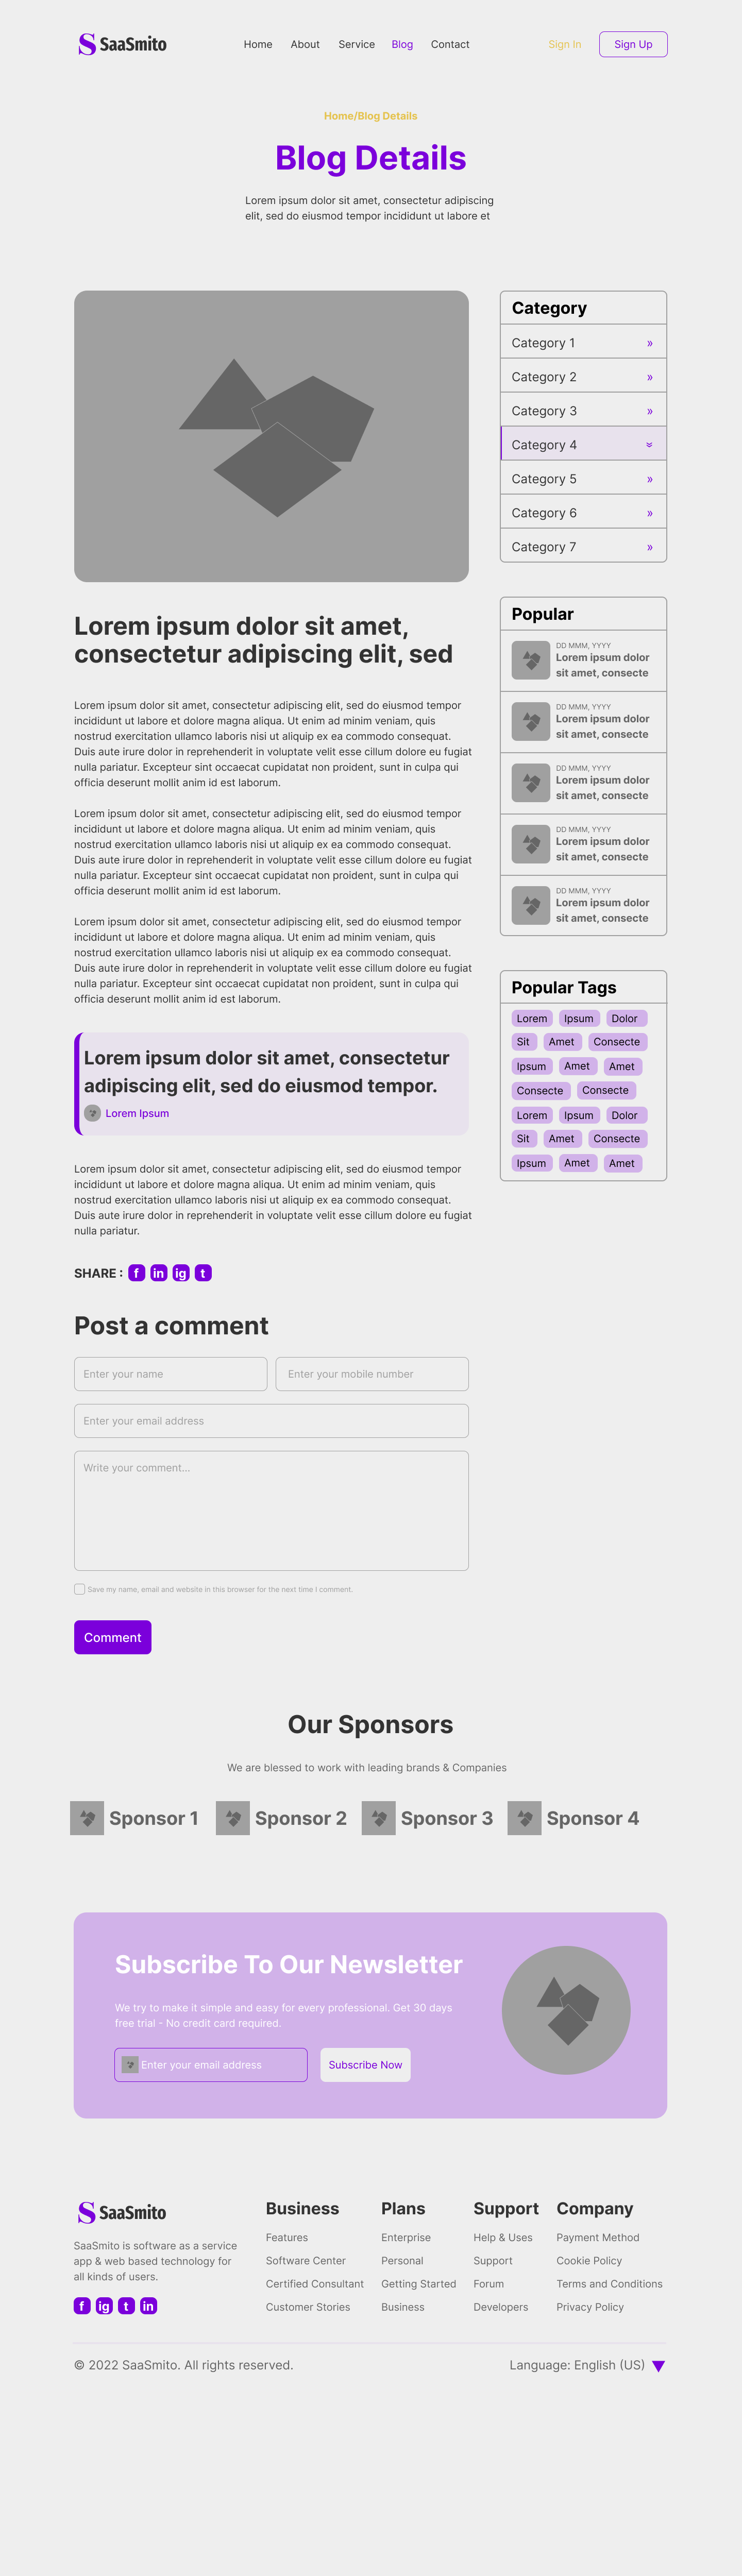 SaaSmito
Home About Service Blog Contact
Sign In
Sign Up
Home/Blog Details
Blog Details
Lorem ipsum dolor sit amet, consectetur adipiscing
elit, sed do eiusmod tempor incididunt ut labore et
Lorem ipsum dolor sit amet,
consectetur adipiscing elit, sed
Lorem ipsum dolor sit amet, consectetur adipiscing elit, sed do eiusmod tempor
incididunt ut labore et dolore magna aliqua. Ut enim ad minim veniam, quis
nostrud exercitation ullamco laboris nisi ut aliquip ex ea commodo consequat.
Duis aute irure dolor in reprehenderit in voluptate velit esse cillum dolore eu fugiat
nulla pariatur. Excepteur sint occaecat cupidatat non proident, sunt in culpa qui
officia deserunt mollit anim id est laborum.
Lorem ipsum dolor sit amet, consectetur adipiscing elit, sed do eiusmod tempor
incididunt ut labore et dolore magna aliqua. Ut enim ad minim veniam, quis
nostrud exercitation ullamco laboris nisi ut aliquip ex ea commodo consequat.
Duis aute irure dolor in reprehenderit in voluptate velit esse cillum dolore eu fugiat
nulla pariatur. Excepteur sint occaecat cupidatat non proident, sunt in culpa qui
officia deserunt mollit anim id est laborum.
Lorem ipsum dolor sit amet, consectetur adipiscing elit, sed do eiusmod tempor
incididunt ut labore et dolore magna aliqua. Ut enim ad minim veniam, quis
nostrud exercitation ullamco laboris nisi ut aliquip ex ea commodo consequat.
Duis aute irure dolor in reprehenderit in voluptate velit esse cillum dolore eu fugiat
nulla pariatur. Excepteur sint occaecat cupidatat non proident, sunt in culpa qui
officia deserunt mollit anim id est laborum.
Lorem ipsum dolor sit amet, consectetur
adipiscing elit, sed do eiusmod tempor.
Lorem Ipsum
Lorem ipsum dolor sit amet, consectetur adipiscing elit, sed do eiusmod tempor
incididunt ut labore et dolore magna aliqua. Ut enim ad minim veniam, quis
nostrud exercitation ullamco laboris nisi ut aliquip ex ea commodo consequat.
Duis aute irure dolor in reprehenderit in voluptate velit esse cillum dolore eu fugiat
nulla pariatur.
SHARE : f in ig t
Post a comment
Enter your name
Enter your mobile number
Enter your email address
Write your comment...
Save my name, email and website in this browser for the next time I comment.
Comment
Category
Category 1 »
Category 2 »
Category 3 »
Category 4 »
Category 5 »
Category 6 »
Category 7 »
Popular
DD MMM, YYYY
Lorem ipsum dolor
sit amet, consecte
DD MMM, YYYY
Lorem ipsum dolor
sit amet, consecte
DD MMM, YYYY
Lorem ipsum dolor
sit amet, consecte
DD MMM, YYYY
Lorem ipsum dolor
sit amet, consecte
DD MMM, YYYY
Lorem ipsum dolor
sit amet, consecte
Popular Tags
Lorem Ipsum Dolor
Sit Amet Consecte
Ipsum Amet Amet
Consecte Consecte
Lorem Ipsum Dolor
Sit Amet Consecte
Ipsum Amet Amet
Our Sponsors
We are blessed to work with leading brands & Companies
Sponsor 1 Sponsor 2 Sponsor 3 Sponsor 4
Subscribe To Our Newsletter
We try to make it simple and easy for every professional. Get 30 days
free trial - No credit card required.
Enter your email address
Subscribe Now
SaaSmito
SaaSmito is software as a service
app & web based technology for
all kinds of users.
f ig t in
Business
Features
Software Center
Certified Consultant
Customer Stories
Plans
Enterprise
Personal
Getting Started
Business
Support
Help & Uses
Support
Forum
Developers
Company
Payment Method
Cookie Policy
Terms and Conditions
Privacy Policy
© 2022 SaaSmito. All rights reserved.
Language: English (US)